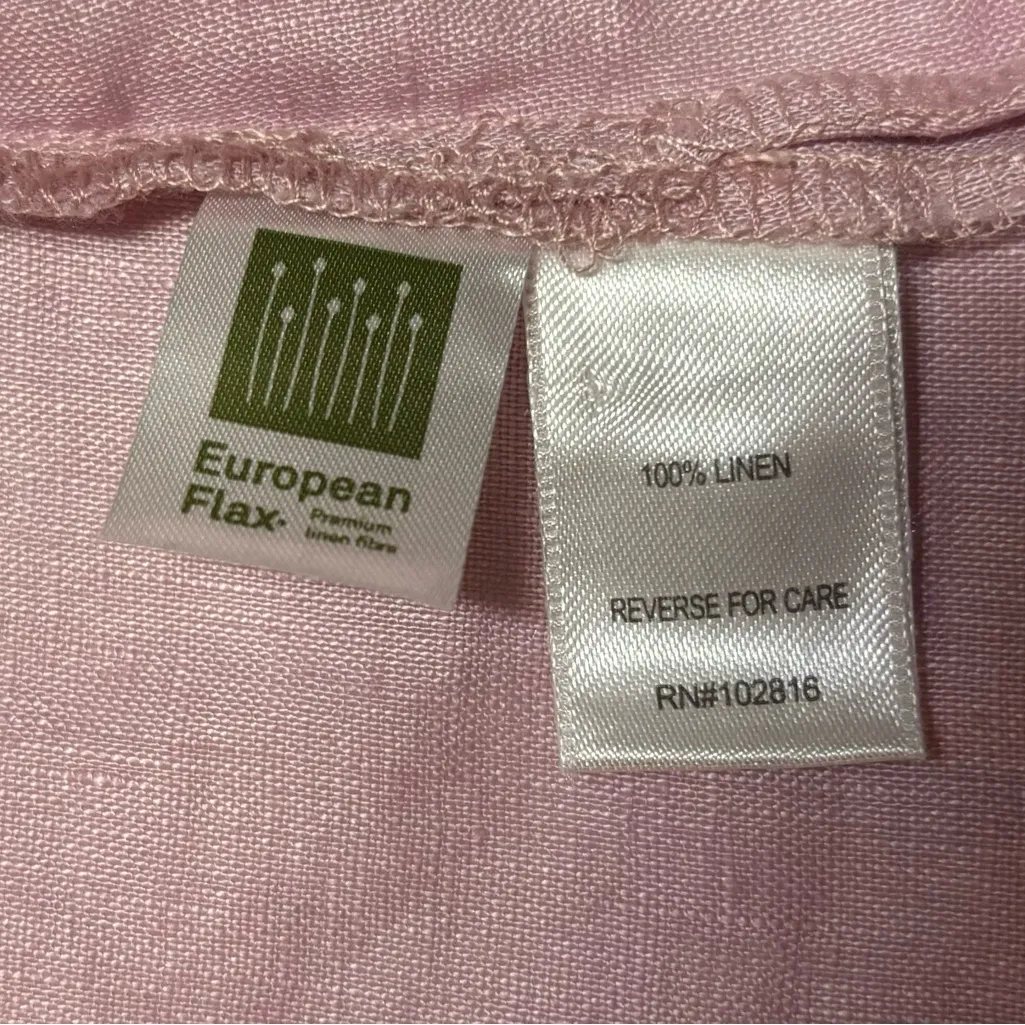 European
Flax®
Premium
linen fibre
100% LINEN
REVERSE FOR CARE
RN#102816